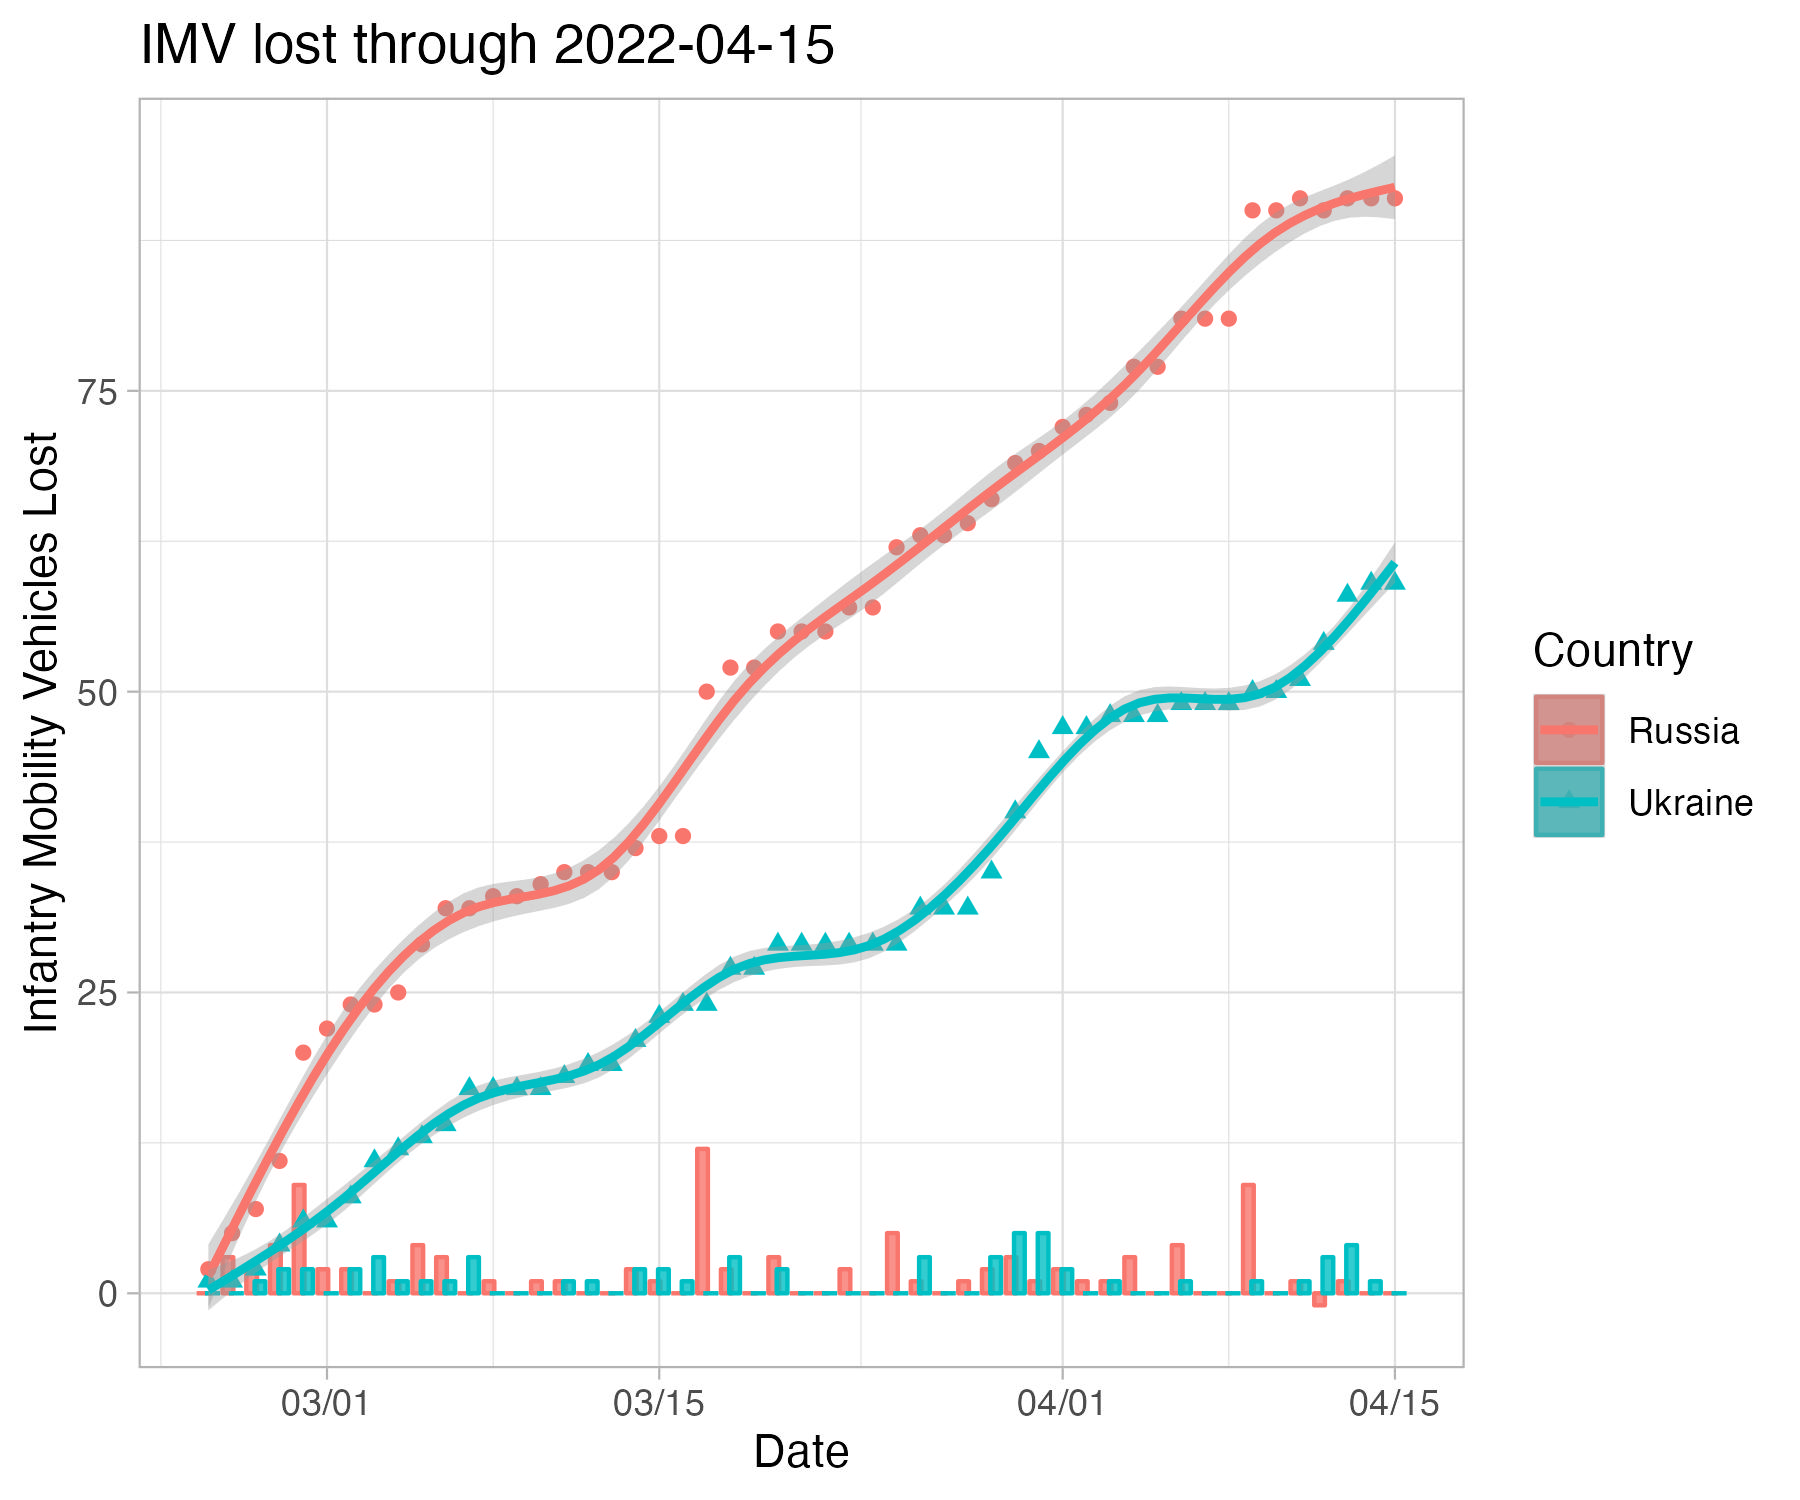 IMV lost through 2022-04-15
Infantry Mobility Vehicles Lost
75
50
25
0
03/01
03/15
04/01
04/15
Date
Country
Russia
Ukraine